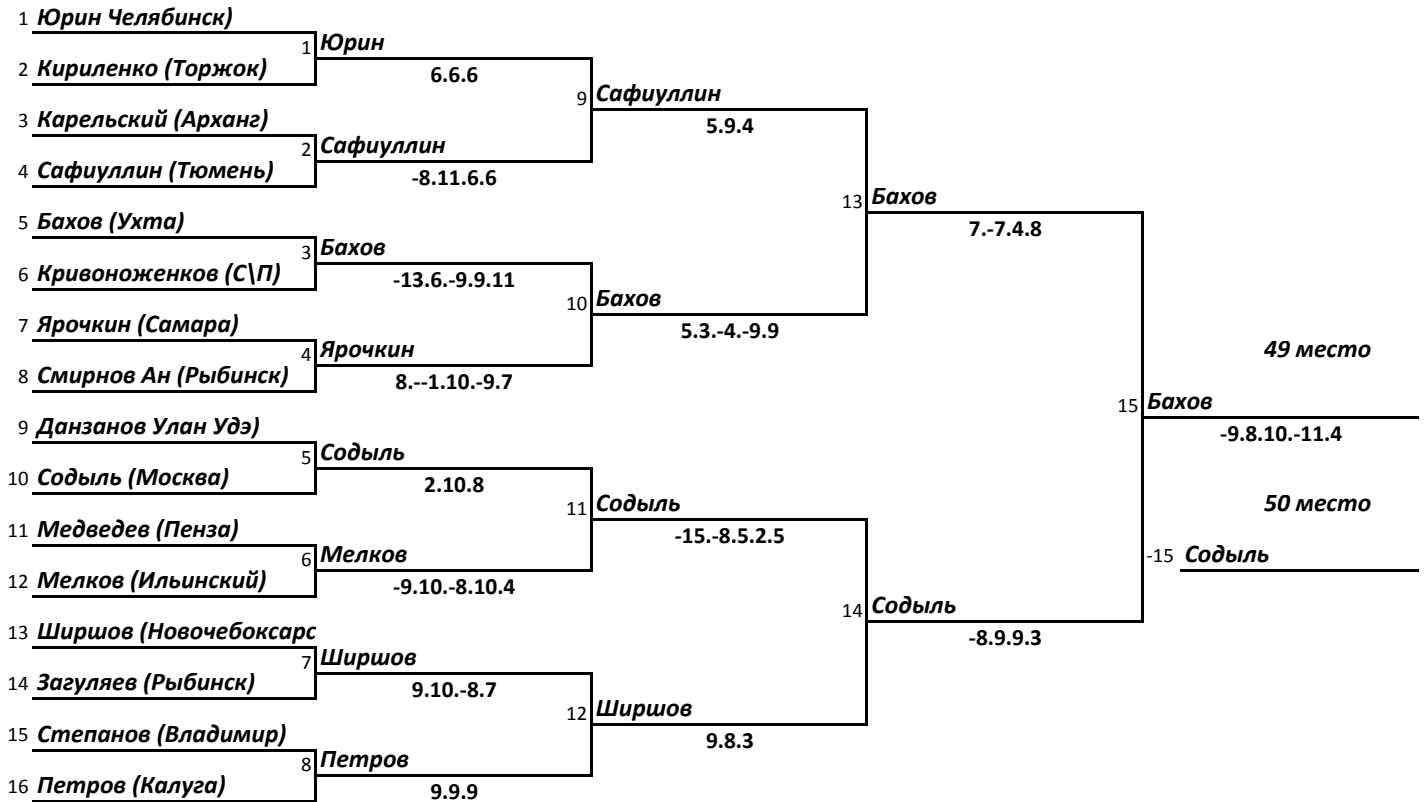 1 Юрин Челябинск)
1 Юрин
2 Кириленко (Торжок)
6.6.6
9 Сафиуллин
3 Карельский (Арханг)
5.9.4
2 Сафиуллин
4 Сафиуллин (Тюмень)
-8.11.6.6
13 Бахов
5 Бахов (Ухта)
7.-7.4.8
3 Бахов
6 Кривоноженков (С\П)
-13.6.-9.9.11
10 Бахов
7 Ярочкин (Самара)
5.3.-4.-9.9
4 Ярочкин
49 место
8 Смирнов Ан (Рыбинск)
8.--1.10.-9.7
15 Бахов
9 Данзанов Улан Удэ)
-9.8.10.-11.4
5 Содыль
10 Содыль (Москва)
2.10.8
11 Содыль
50 место
11 Медведев (Пенза)
-15.-8.5.2.5
6 Мелков
-15 Содыль
12 Мелков (Ильинский)
-9.10.-8.10.4
14 Содыль
13 Ширшов (Новочебоксарс
-8.9.9.3
7 Ширшов
14 Загуляев (Рыбинск)
9.10.-8.7
12 Ширшов
15 Степанов (Владимир)
9.8.3
8 Петров
16 Петров (Калуга)
9.9.9